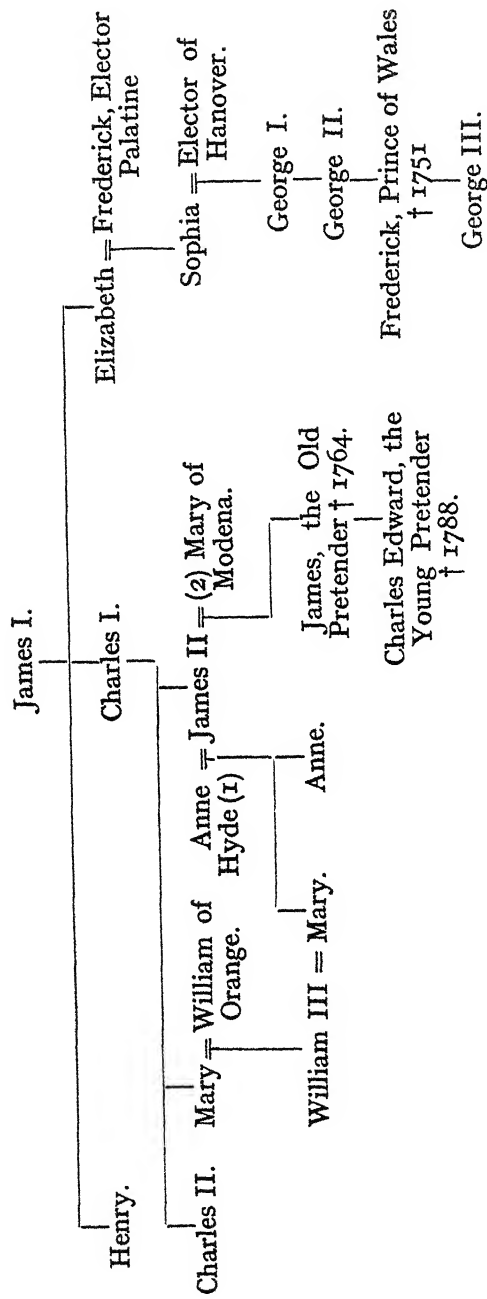 James I.
Henry. Charles I. Elizabeth = Frederick, Elector
Palatine
Charles II. Mary = William of
Orange.
Anne
Hyde (1) = James II = (2) Mary of
Modena.
Sophia = Elector of
Hanover.
William III = Mary. Anne.
James, the Old
Pretender † 1764.
George I.
George II.
Charles Edward, the
Young Pretender
† 1788.
Frederick, Prince of Wales
† 1751
George III.